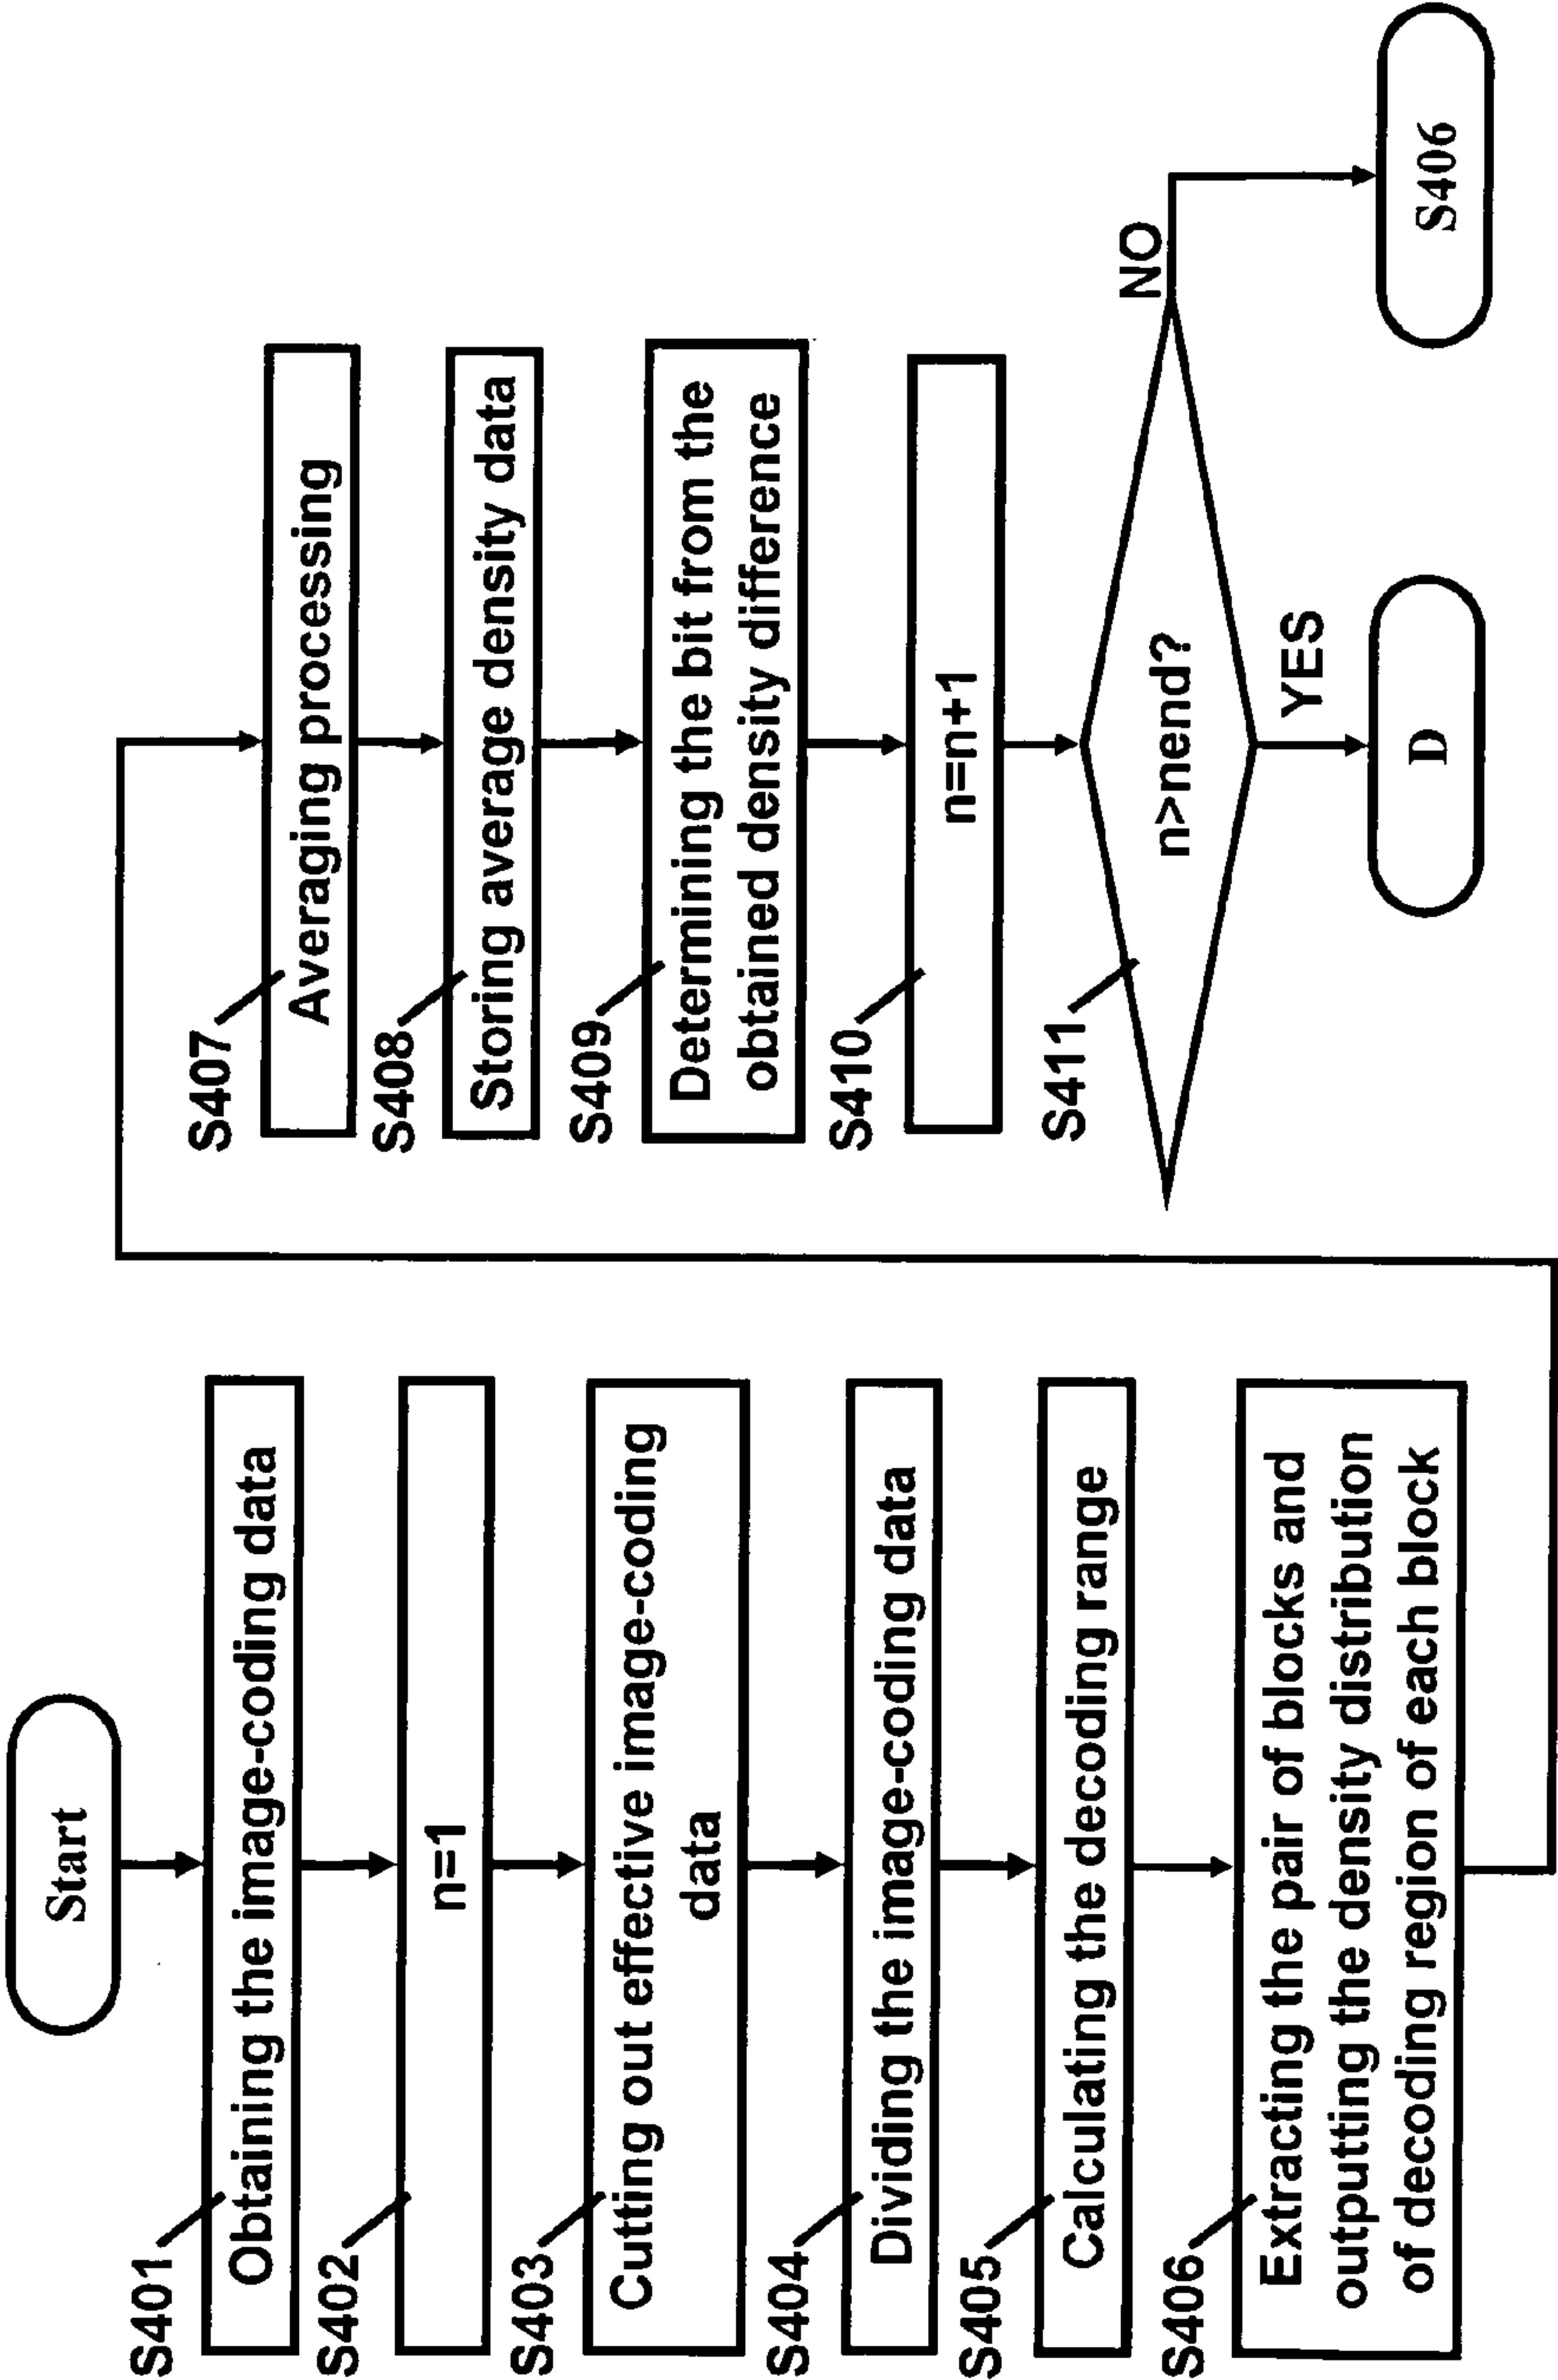 Start
S401
Obtaining the image-coding data
S402
n=1
S403
Cutting out effective image-coding
data
S404
Dividing the image-coding data
S405
Calculating the decoding range
S406
Extracting the pair of blocks and
outputting the density distribution
of decoding region of each block
S407
Averaging processing
S408
Storing average density data
S409
Determining the bit from the
obtained density difference
S410
n=n+1
S411
n>nend?
NO
YES
S406
D